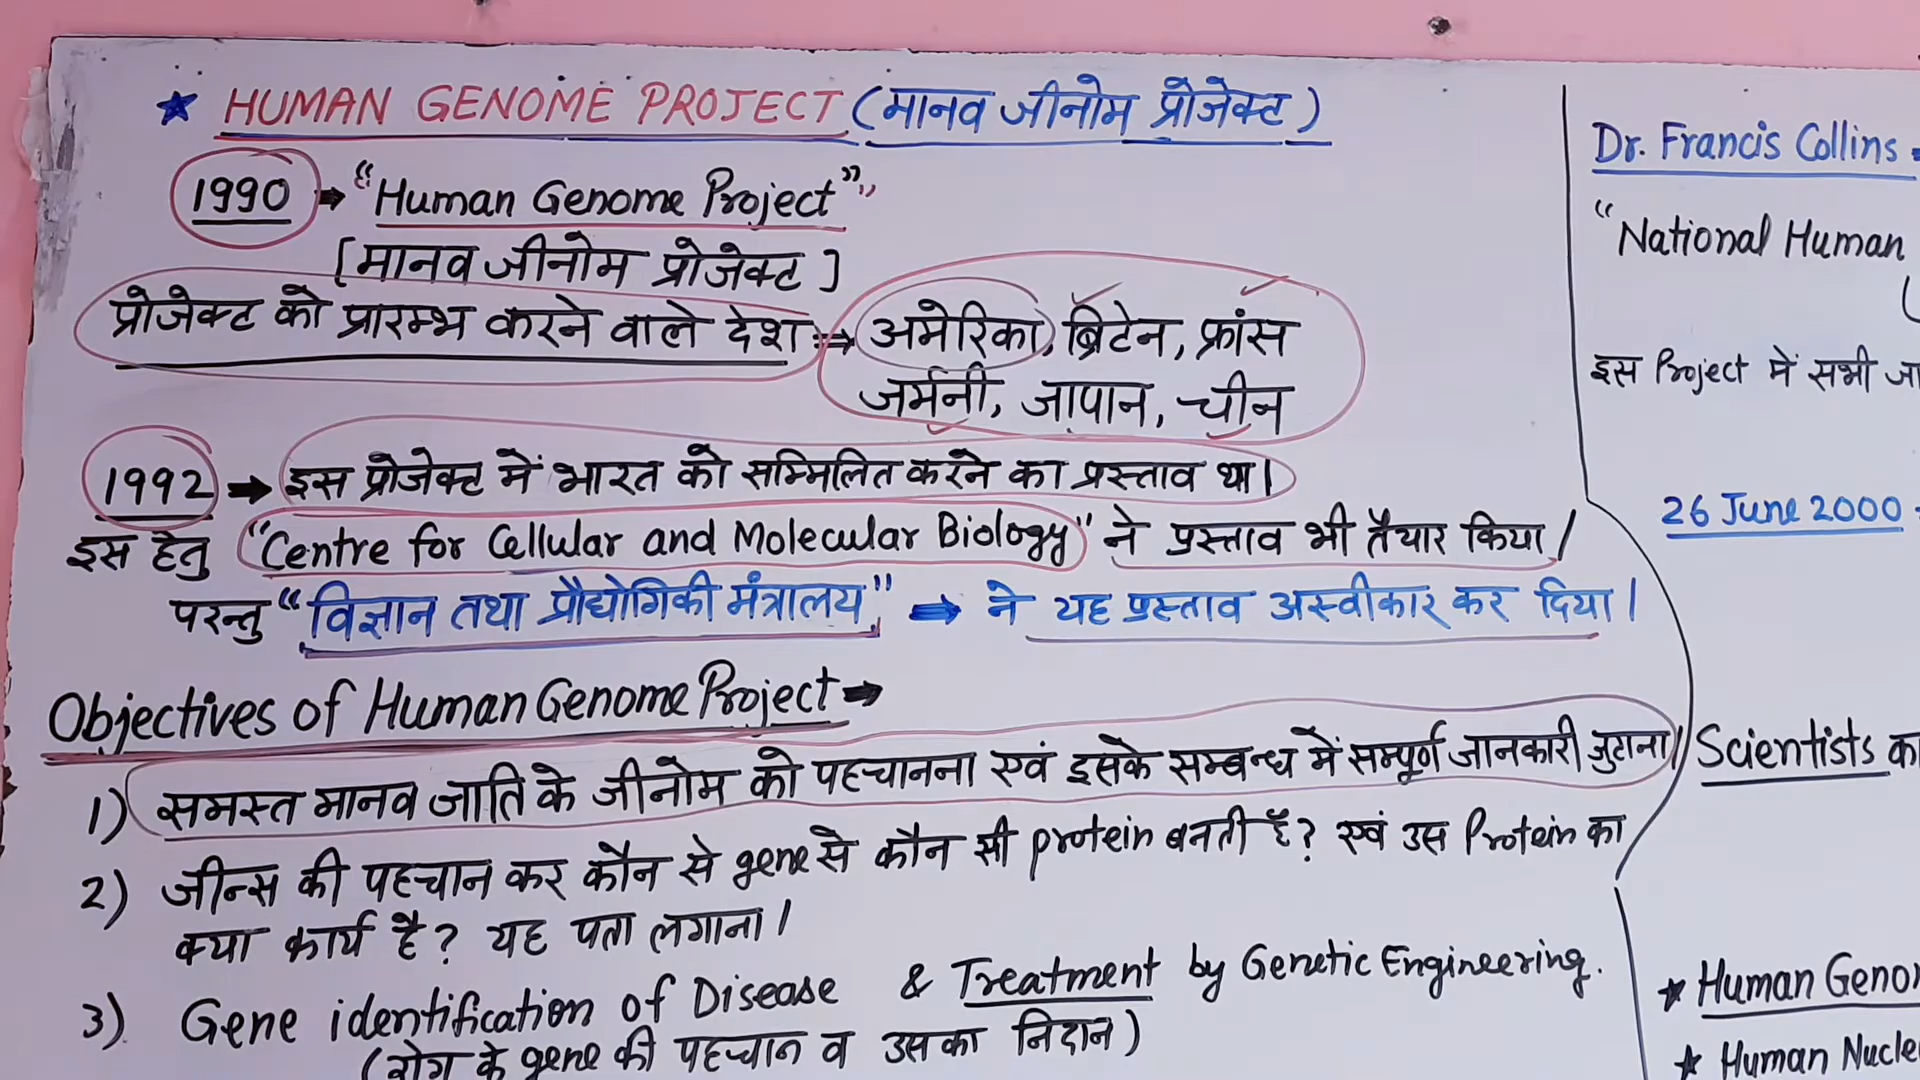 ★ HUMAN GENOME PROJECT (मानव जीनोम प्रोजेक्ट)
1990 → "Human Genome Project"
[मानव जीनोम प्रोजेक्ट]
प्रोजेक्ट को प्रारम्भ करने वाले देश → अमेरिका, ब्रिटेन, फ्रांस
जर्मनी, जापान, चीन
1992 → इस प्रोजेक्ट में भारत को सम्मिलित करने का प्रस्ताव था।
इस हेतु "Centre for Cellular and Molecular Biology" ने प्रस्ताव भी तैयार किया।
परन्तु "विज्ञान तथा प्रौद्योगिकी मंत्रालय" → ने यह प्रस्ताव अस्वीकार कर दिया।
Objectives of Human Genome Project →
1) समस्त मानव जाति के जीनोम को पहचानना एवं इसके सम्बन्ध में सम्पूर्ण जानकारी जुटाना।
2) जीन्स की पहचान कर कौन से gene से कौन सी protein बनती है? एवं उस Protein का
क्या कार्य है? यह पता लगाना।
3) Gene identification of Disease & Treatment by Genetic Engineering.
(रोग के gene की पहचान व उसका निदान)
Dr. Francis Collins
"National Human
इस Project में सभी
26 June 2000
Scientists का
★ Human Geno
★ Human Nucle